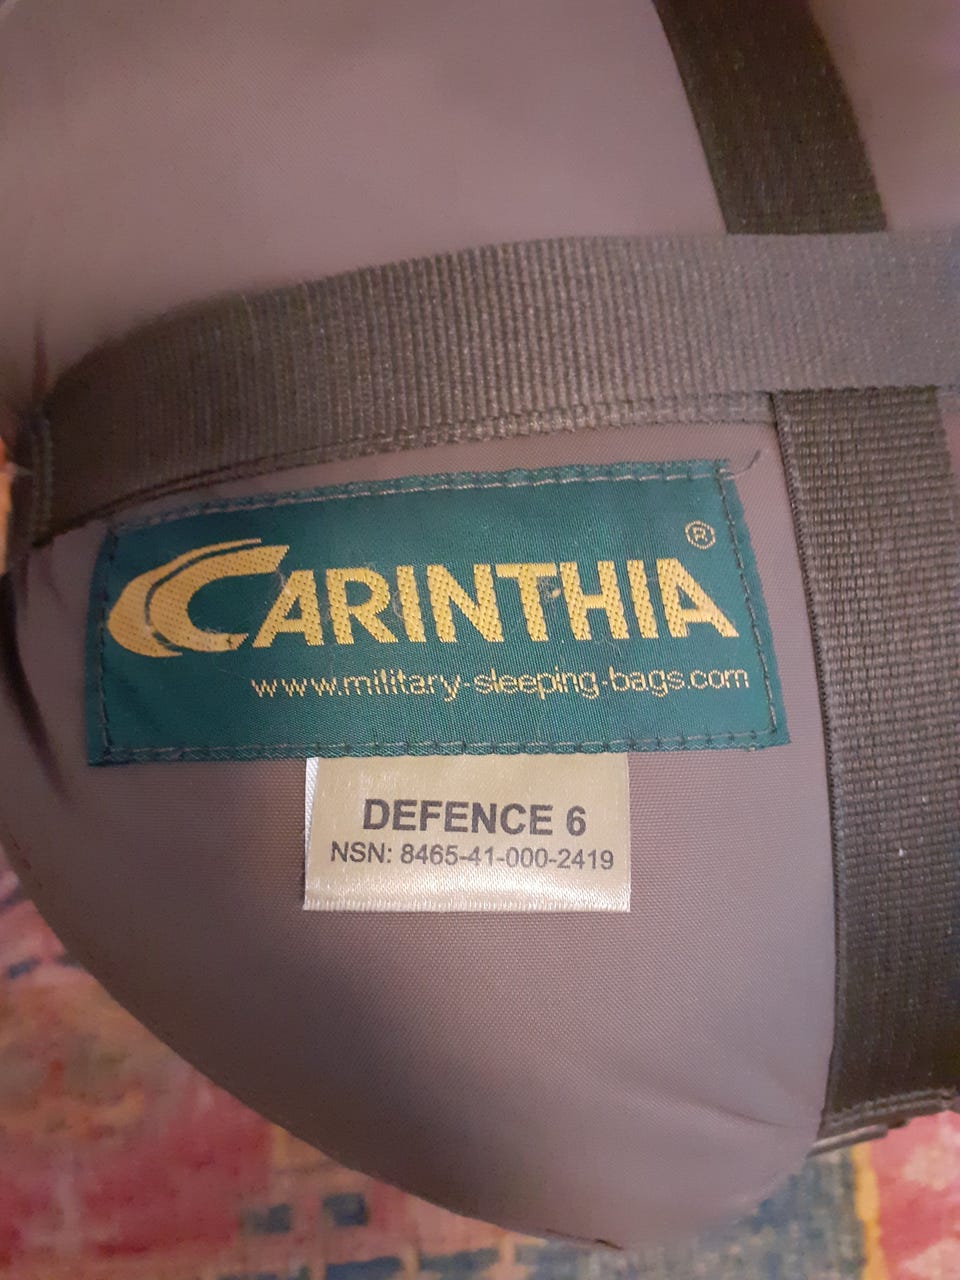 CARINTHIA ®
www.military-sleeping-bags.com
DEFENCE 6
NSN: 8465-41-000-2419